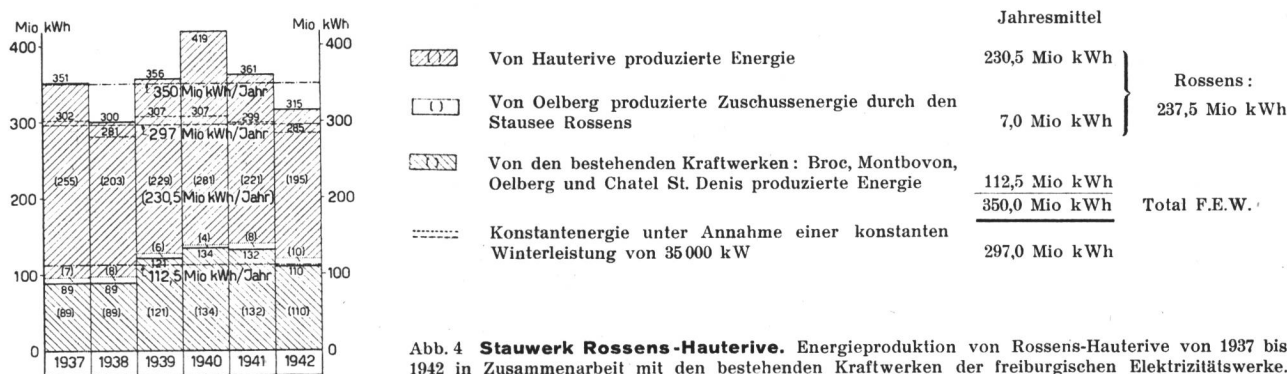 Mio kWh Mio kWh
400 419 400
351 356 361
350 Mio kWh/Jahr
302 300 307 307 315
300 281 299 285 300
297 Mio kWh/Jahr
(255) (203) (229) (281) (221) (195)
200 (230,5 Mio kWh/Jahr) 200
(6) (4) (8) (10)
121 134 132
(7) (8)
100 112,5 Mio kWh/Jahr 110 100
89 89
(89) (89) (121) (134) (132) (110)
0 0
1937 1938 1939 1940 1941 1942
Jahresmittel
( ) Von Hauterive produzierte Energie 230,5 Mio kWh
Rossens:
237,5 Mio kWh
( ) Von Oelberg produzierte Zuschussenergie durch den
Stausee Rossens 7,0 Mio kWh
( ) Von den bestehenden Kraftwerken: Broc, Montbovon,
Oelberg und Chatel St. Denis produzierte Energie 112,5 Mio kWh
350,0 Mio kWh Total F.E.W.
Konstantenergie unter Annahme einer konstanten
Winterleistung von 35 000 kW 297,0 Mio kWh
Abb. 4 Stauwerk Rossens-Hauterive. Energieproduktion von Rossens-Hauterive von 1937 bis
1942 in Zusammenarbeit mit den bestehenden Kraftwerken der freiburgischen Elektrizitätswerke.